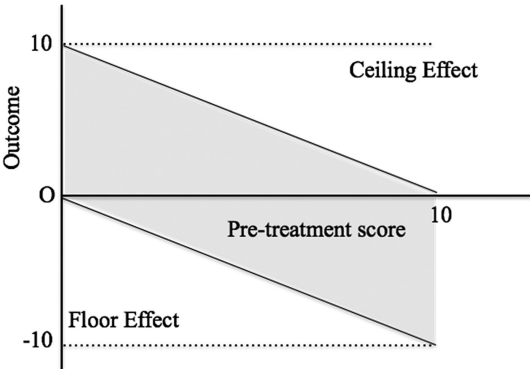 10
Ceiling Effect
Outcome
O
10
Pre-treatment score
Floor Effect
-10